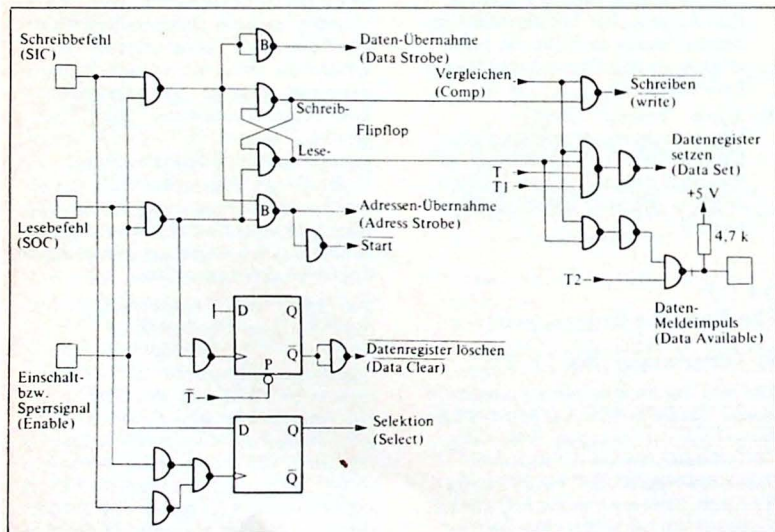 Schreibbefehl
(SIC)
B
Daten-Übernahme
(Data Strobe)
Vergleichen
(Comp)
Schreiben
(write)
Schreib-
Flipflop
Lese-
T
T1
Datenregister
setzen
(Data Set)
Lesebefehl
(SOC)
B
Adressen-Übernahme
(Adress Strobe)
Start
+5 V
4,7 k
T2
Daten-
Meldeimpuls
(Data Available)
D
Q
P
Q
T
Datenregister löschen
(Data Clear)
Einschalt-
bzw.
Sperrsignal
(Enable)
D
Q
Q
Selektion
(Select)